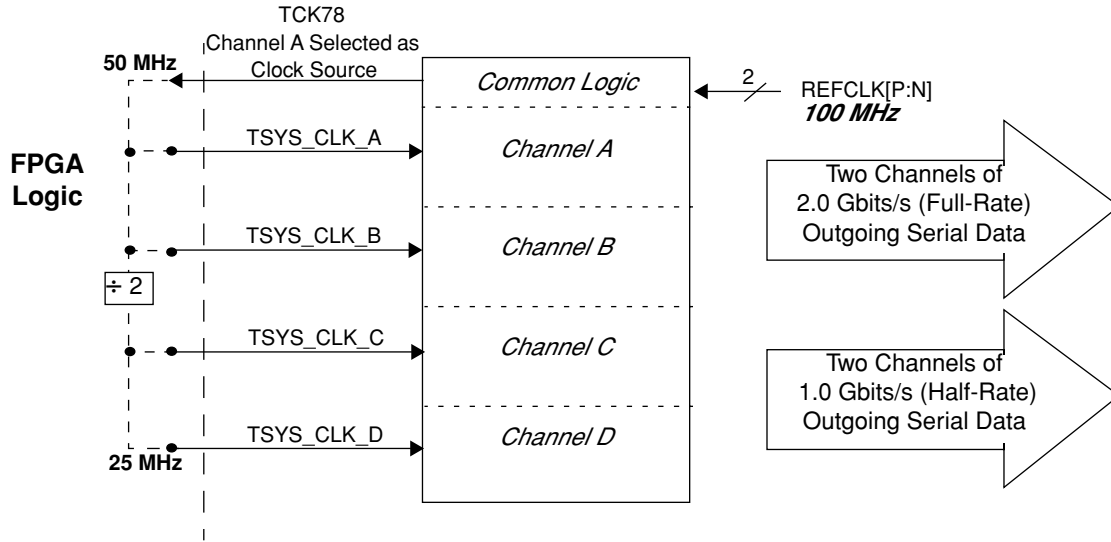 TCK78
Channel A Selected as
Clock Source
50 MHz
Common Logic
2
REFCLK[P:N]
100 MHz
TSYS_CLK_A
Channel A
FPGA
Logic
Two Channels of
2.0 Gbits/s (Full-Rate)
Outgoing Serial Data
TSYS_CLK_B
Channel B
÷ 2
TSYS_CLK_C
Channel C
Two Channels of
1.0 Gbits/s (Half-Rate)
Outgoing Serial Data
TSYS_CLK_D
Channel D
25 MHz